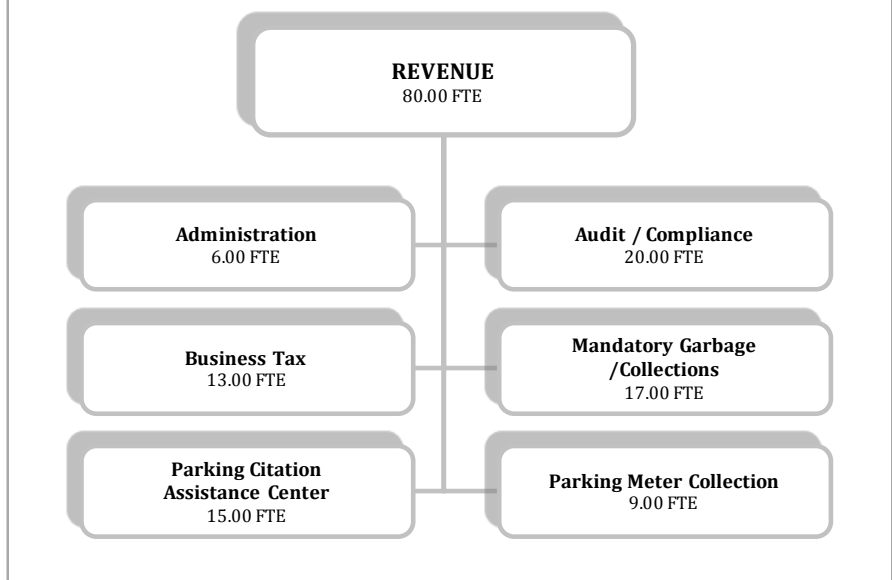 REVENUE
80.00 FTE
Administration
6.00 FTE
Audit / Compliance
20.00 FTE
Business Tax
13.00 FTE
Mandatory Garbage
/Collections
17.00 FTE
Parking Citation
Assistance Center
15.00 FTE
Parking Meter Collection
9.00 FTE